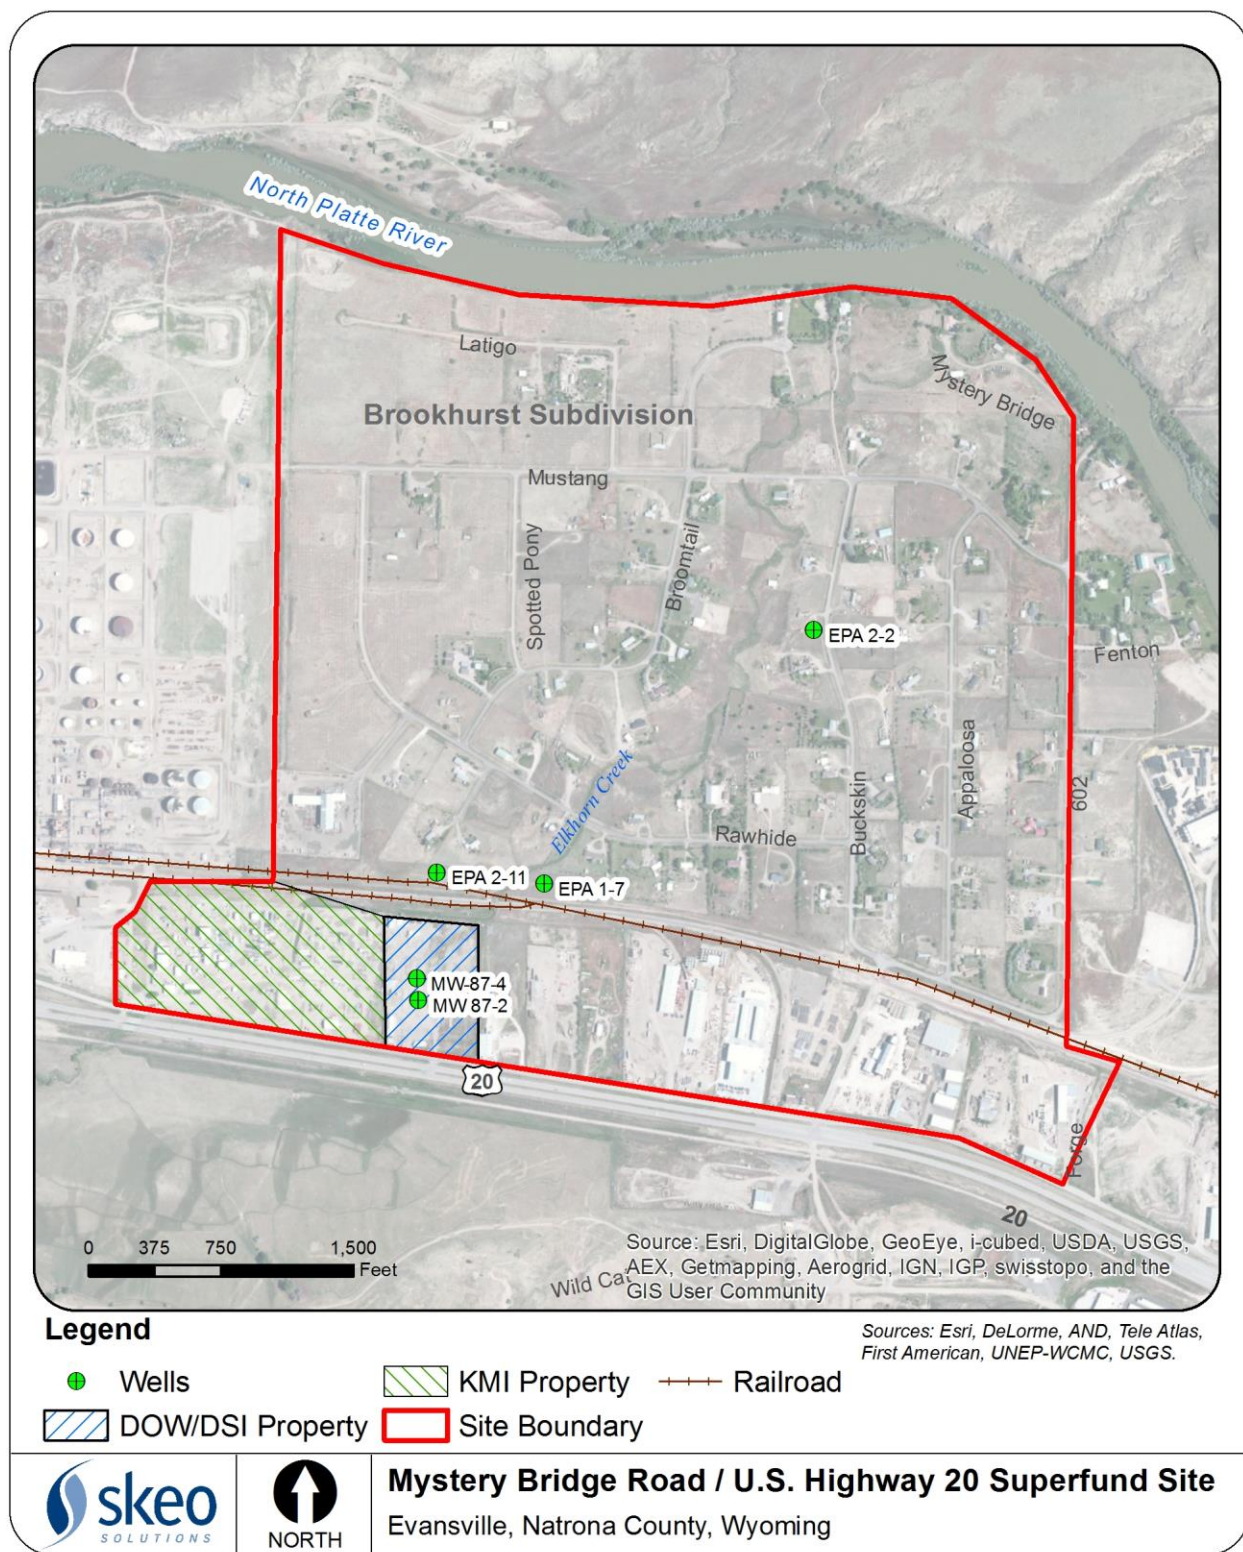 North Platte River
Latigo
Mystery Bridge
Brookhurst Subdivision
Mustang
Spotted Pony
Broomtail
EPA 2-2
Fenton
Elkhorn Creek
Appaloosa
602
Buckskin
Rawhide
EPA 2-11
EPA 1-7
MW-87-4
MW 87-2
20
Forge
20
0 375 750 1,500
Feet
Wild Ca
Source: Esri, DigitalGlobe, GeoEye, i-cubed, USDA, USGS,
AEX, Getmapping, Aerogrid, IGN, IGP, swisstopo, and the
GIS User Community
Legend
Sources: Esri, DeLorme, AND, Tele Atlas,
First American, UNEP-WCMC, USGS.
Wells
KMI Property
Railroad
DOW/DSI Property
Site Boundary
skeo
SOLUTIONS
NORTH
Mystery Bridge Road / U.S. Highway 20 Superfund Site
Evansville, Natrona County, Wyoming